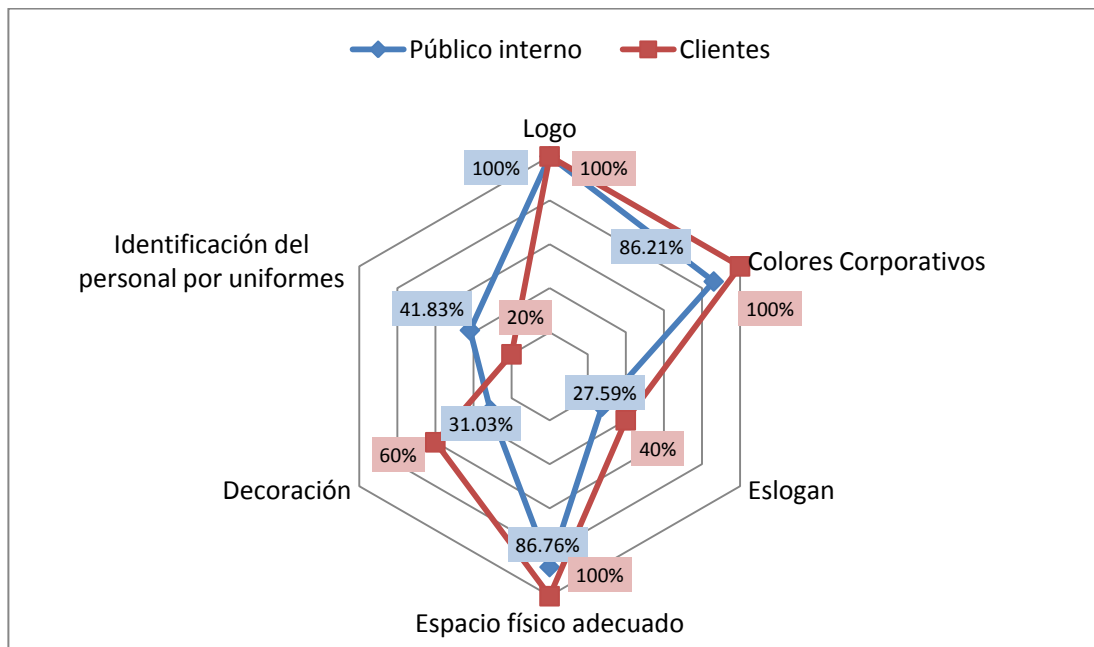 Público interno
Clientes
Logo
100%
100%
86.21%
Colores Corporativos
100%
Identificación del
personal por uniformes
41.83%
20%
27.59%
31.03%
40%
60%
Decoración
Eslogan
86.76%
100%
Espacio físico adecuado